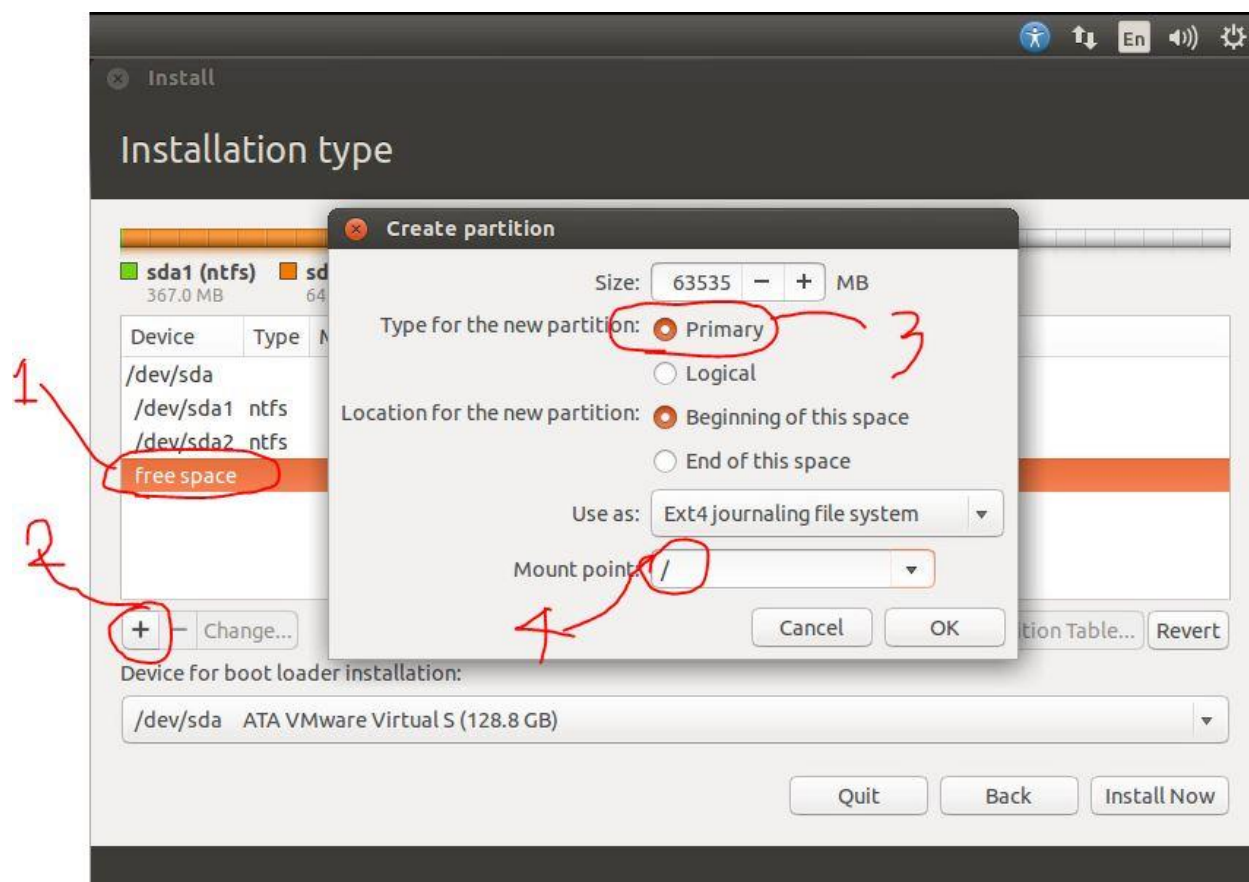 En
Install
Installation type
Create partition
sda1 (ntfs) sd
367.0 MB 64
Size: 63535 − + MB
Type for the new partition: Primary
3
Logical
Location for the new partition: Beginning of this space
End of this space
Use as: Ext4 journaling file system
Mount point: /
4
Cancel OK
Device Type M
/dev/sda
1
/dev/sda1 ntfs
/dev/sda2 ntfs
free space
2
+ − Change... ition Table... Revert
Device for boot loader installation:
/dev/sda ATA VMware Virtual S (128.8 GB)
Quit Back Install Now